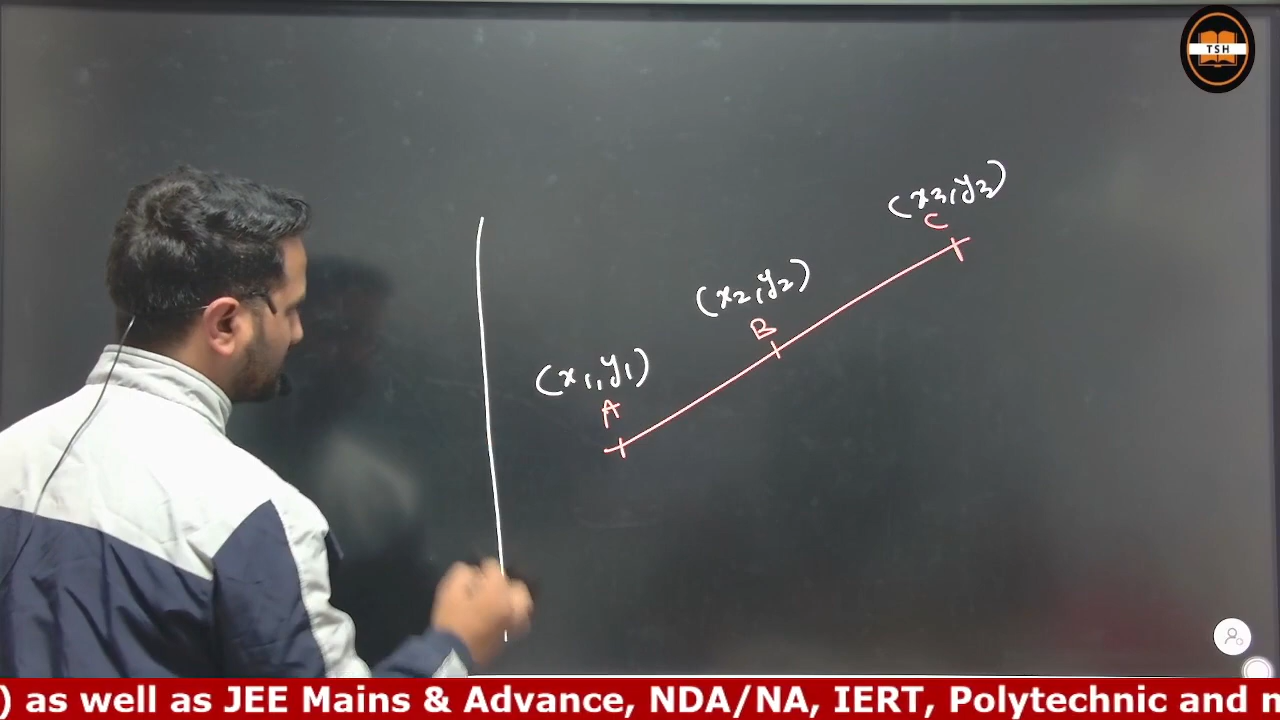 TSH
(x3,y3)
C
(x2,y2)
B
(x1,y1)
A
) as well as JEE Mains & Advance, NDA/NA, IERT, Polytechnic and